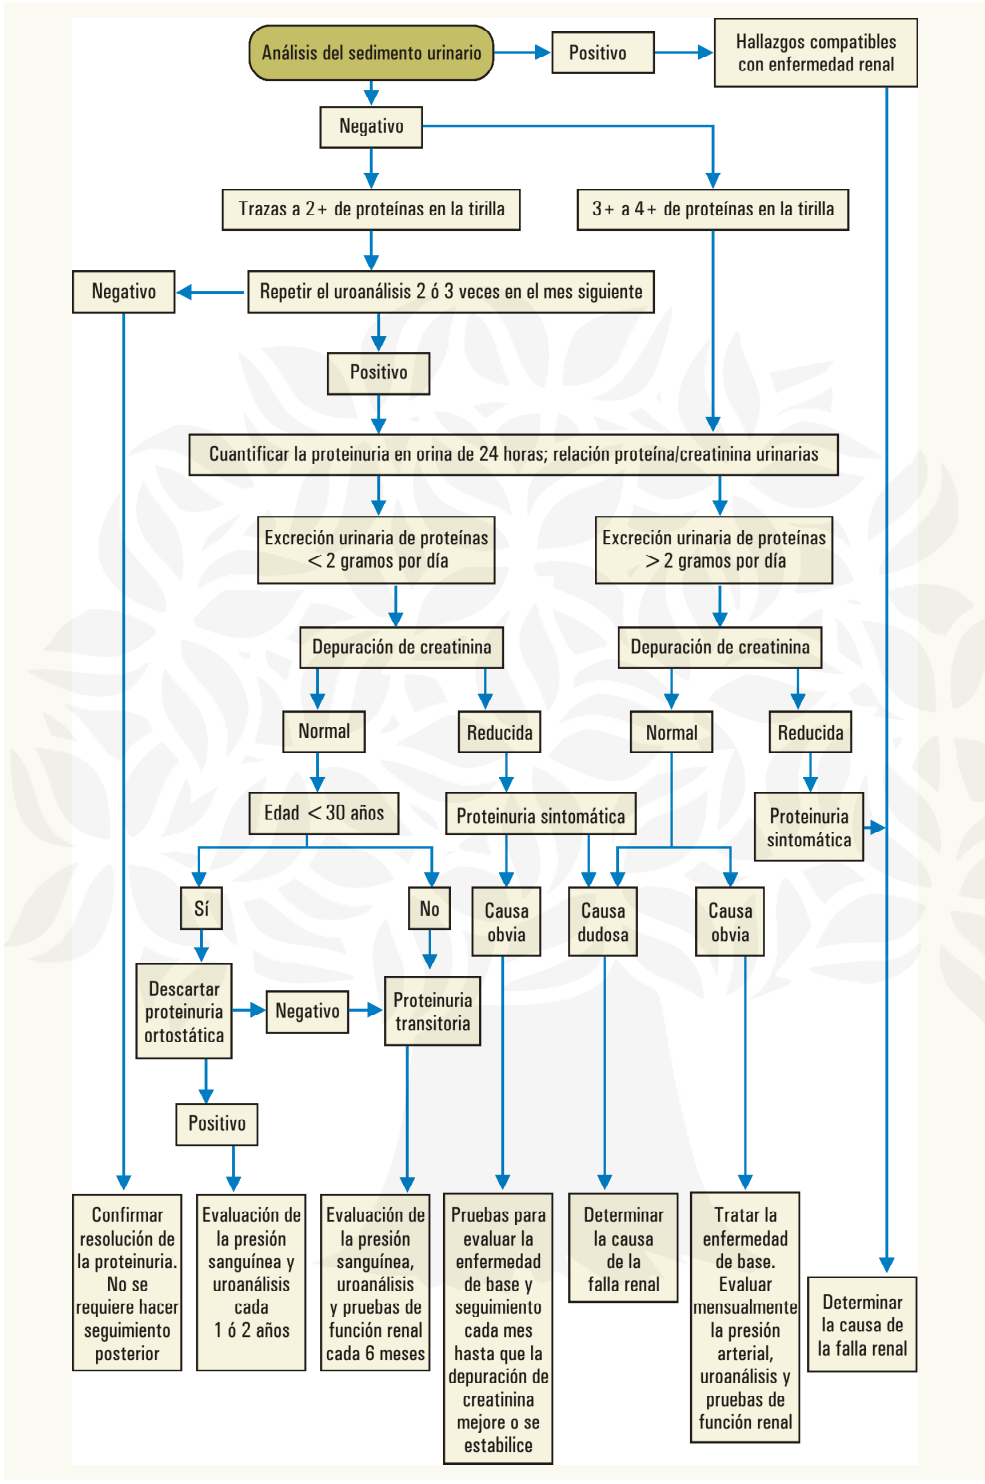 Análisis del sedimento urinario
Positivo
Hallazgos compatibles
con enfermedad renal
Negativo
Trazas a 2+ de proteínas en la tirilla
3+ a 4+ de proteínas en la tirilla
Negativo
Repetir el uroanálisis 2 ó 3 veces en el mes siguiente
Positivo
Cuantificar la proteinuria en orina de 24 horas; relación proteína/creatinina urinarias
Excreción urinaria de proteínas
< 2 gramos por día
Excreción urinaria de proteínas
> 2 gramos por día
Depuración de creatinina
Depuración de creatinina
Normal
Reducida
Normal
Reducida
Edad < 30 años
Proteinuria sintomática
Proteinuria
sintomática
Sí
No
Causa
obvia
Causa
dudosa
Causa
obvia
Descartar
proteinuria
ortostática
Negativo
Proteinuria
transitoria
Positivo
Confirmar
resolución de
la proteinuria.
No se
requiere hacer
seguimiento
posterior
Evaluación de
la presión
sanguínea y
uroanálisis
cada
1 ó 2 años
Evaluación de
la presión
sanguínea,
uroanálisis
y pruebas de
función renal
cada 6 meses
Pruebas para
evaluar la
enfermedad
de base y
seguimiento
cada mes
hasta que la
depuración de
creatinina
mejore o se
estabilice
Determinar
la causa
de la
falla renal
Tratar la
enfermedad
de base.
Evaluar
mensualmente
la presión
arterial,
uroanálisis y
pruebas de
función renal
Determinar
la causa de
la falla renal